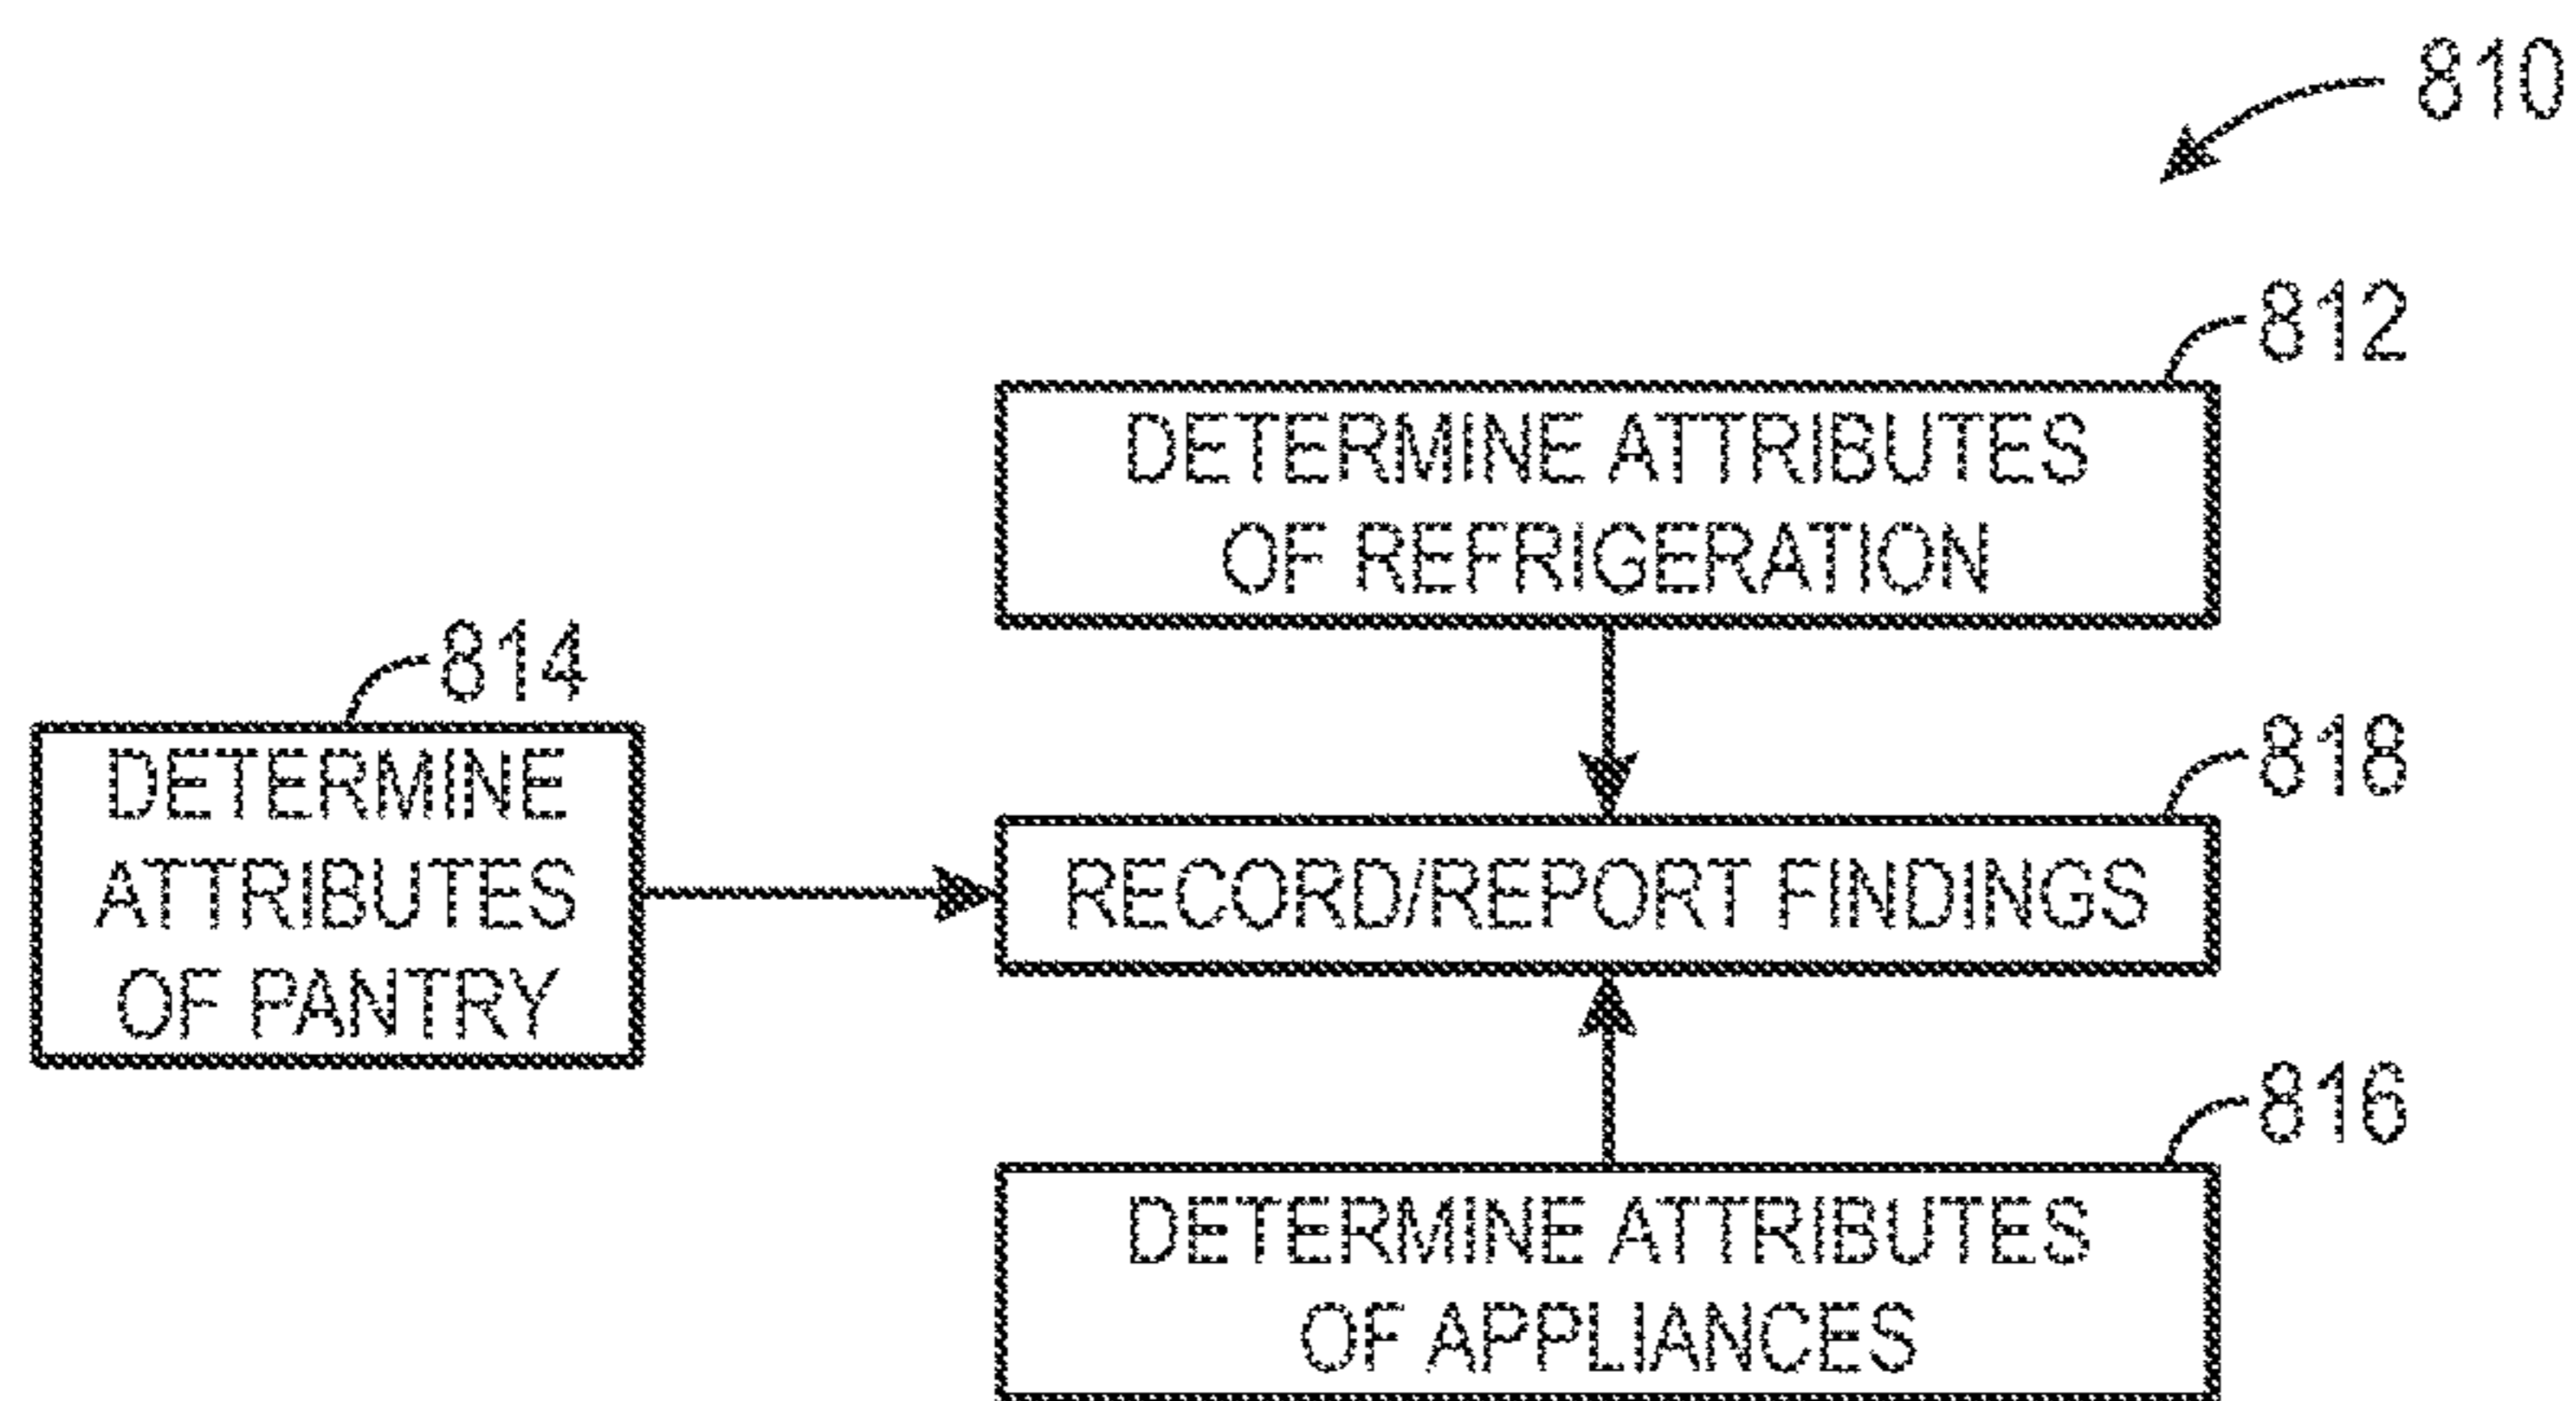 810
812
DETERMINE ATTRIBUTES
OF REFRIGERATION
814
DETERMINE
ATTRIBUTES
OF PANTRY
818
RECORD/REPORT FINDINGS
816
DETERMINE ATTRIBUTES
OF APPLIANCES